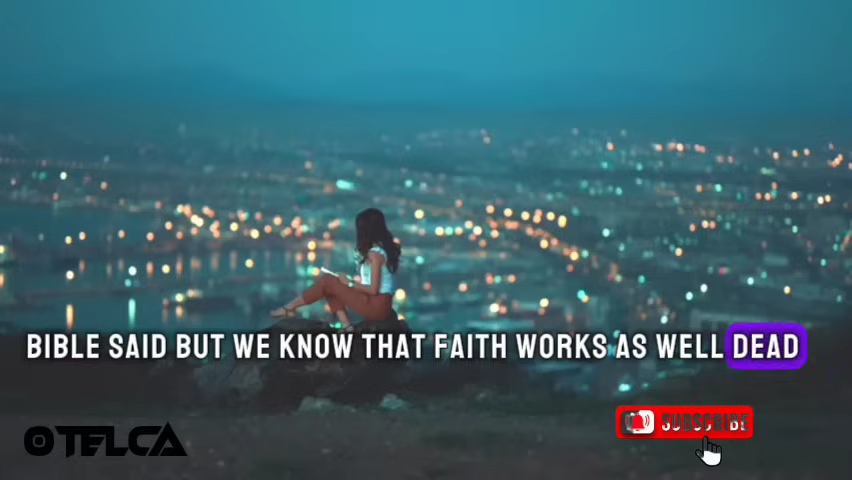 BIBLE SAID BUT WE KNOW THAT FAITH WORKS AS WELL DEAD
SUBSCRIBE
OTELCA